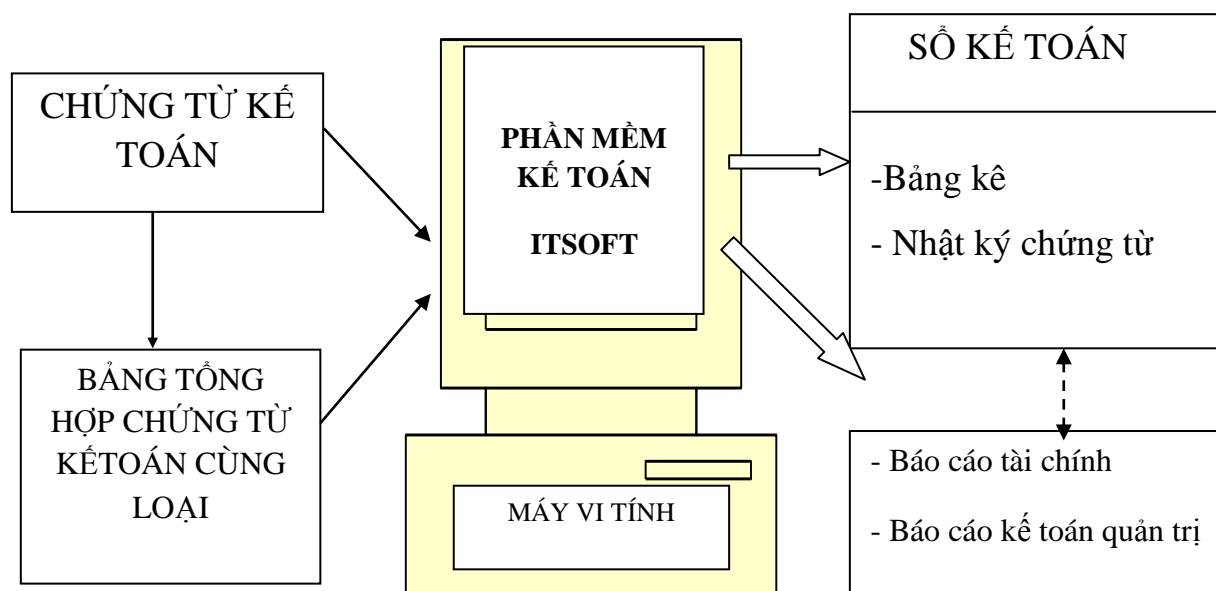 CHỨNG TỪ KẾ
TOÁN
BẢNG TỔNG
HỢP CHỨNG TỪ
KẾTOÁN CÙNG
LOẠI
PHẦN MỀM
KẾ TOÁN
ITSOFT
MÁY VI TÍNH
SỔ KẾ TOÁN
-Bảng kê
- Nhật ký chứng từ
- Báo cáo tài chính
- Báo cáo kế toán quản trị